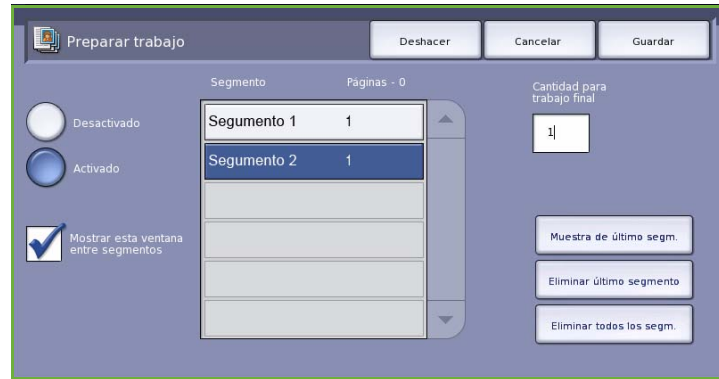 Preparar trabajo
Deshacer
Cancelar
Guardar
Segmento Páginas - 0
Cantidad para
trabajo final
Desactivado
Segumento 1 1
1
Activado
Segumento 2 1
Mostrar esta ventana
entre segmentos
Muestra de último segm.
Eliminar último segmento
Eliminar todos los segm.